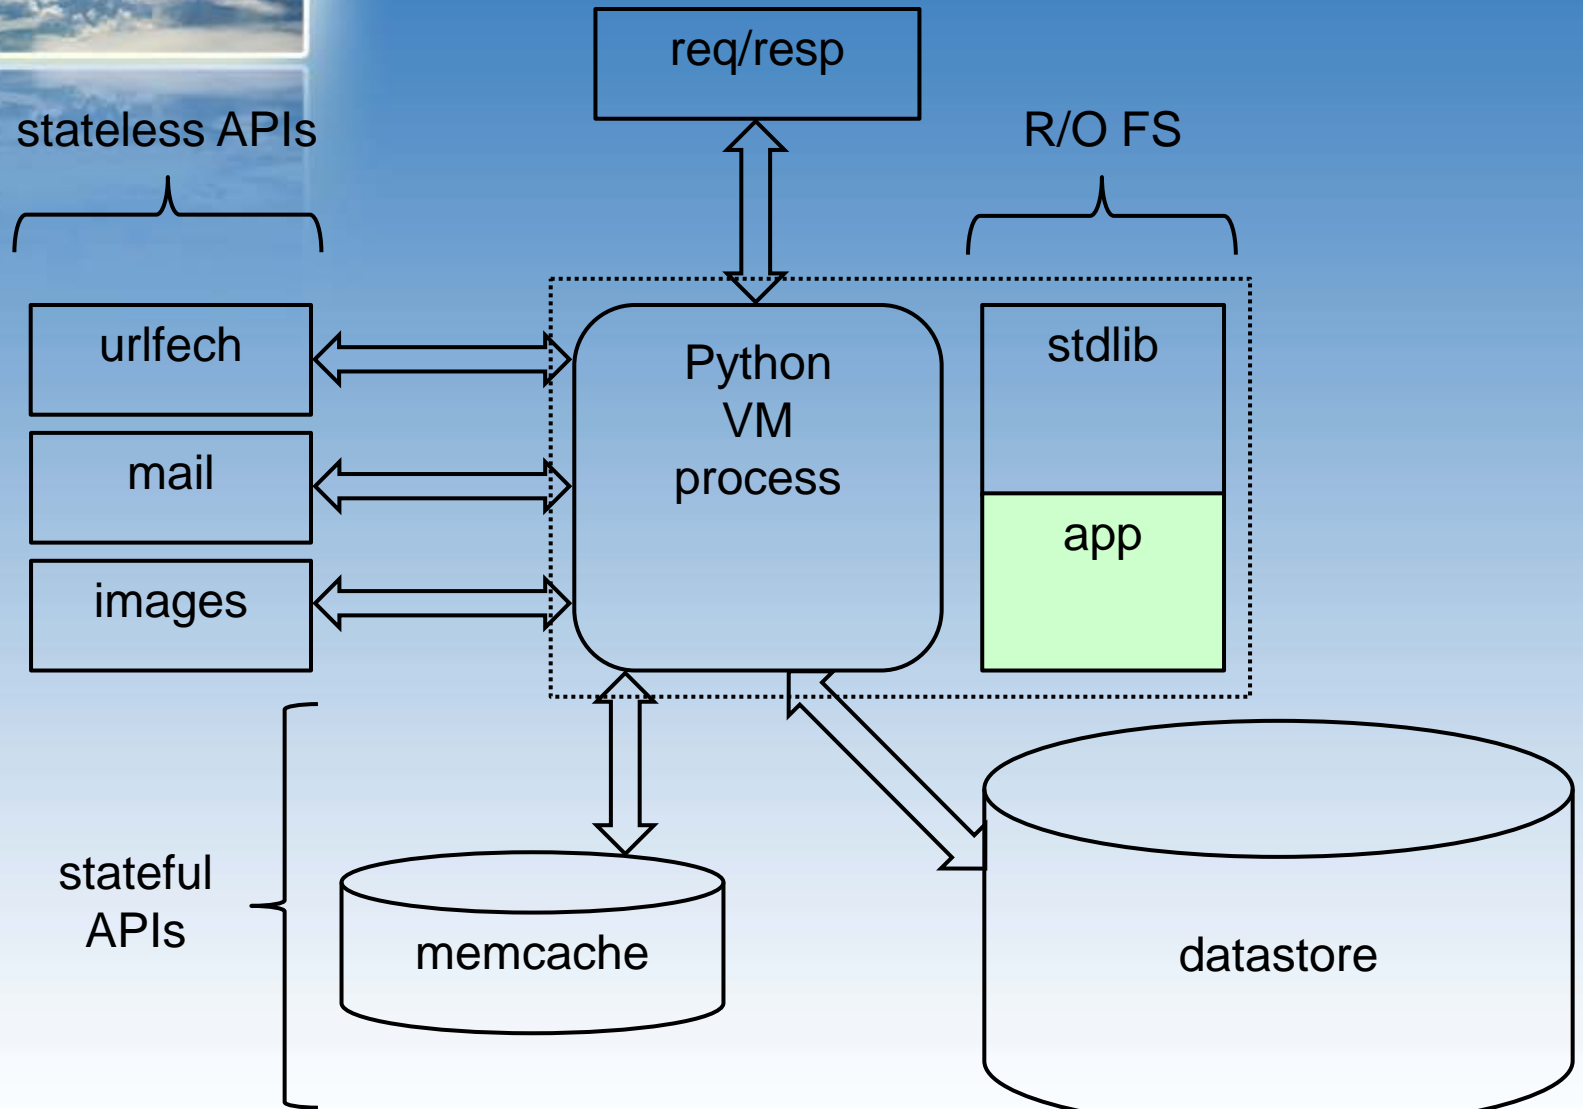 req/resp
stateless APIs
R/O FS
urlfech
mail
images
Python
VM
process
stdlib
app
stateful
APIs
memcache
datastore